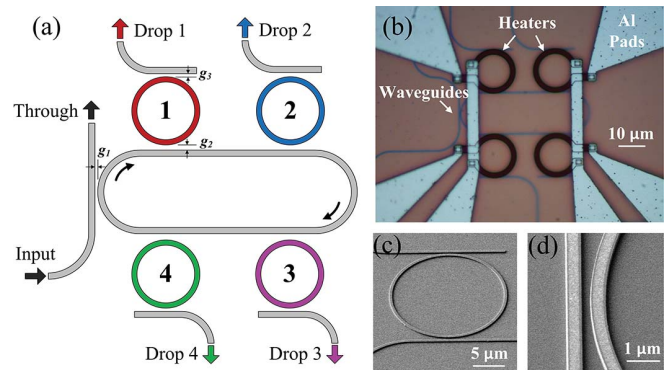 (a)
Drop 1
Drop 2
g3
1
2
Through
g1
g2
Input
4
3
Drop 4
Drop 3
(b)
Heaters
Al
Pads
Waveguides
10 μm
(c)
5 μm
(d)
1 μm